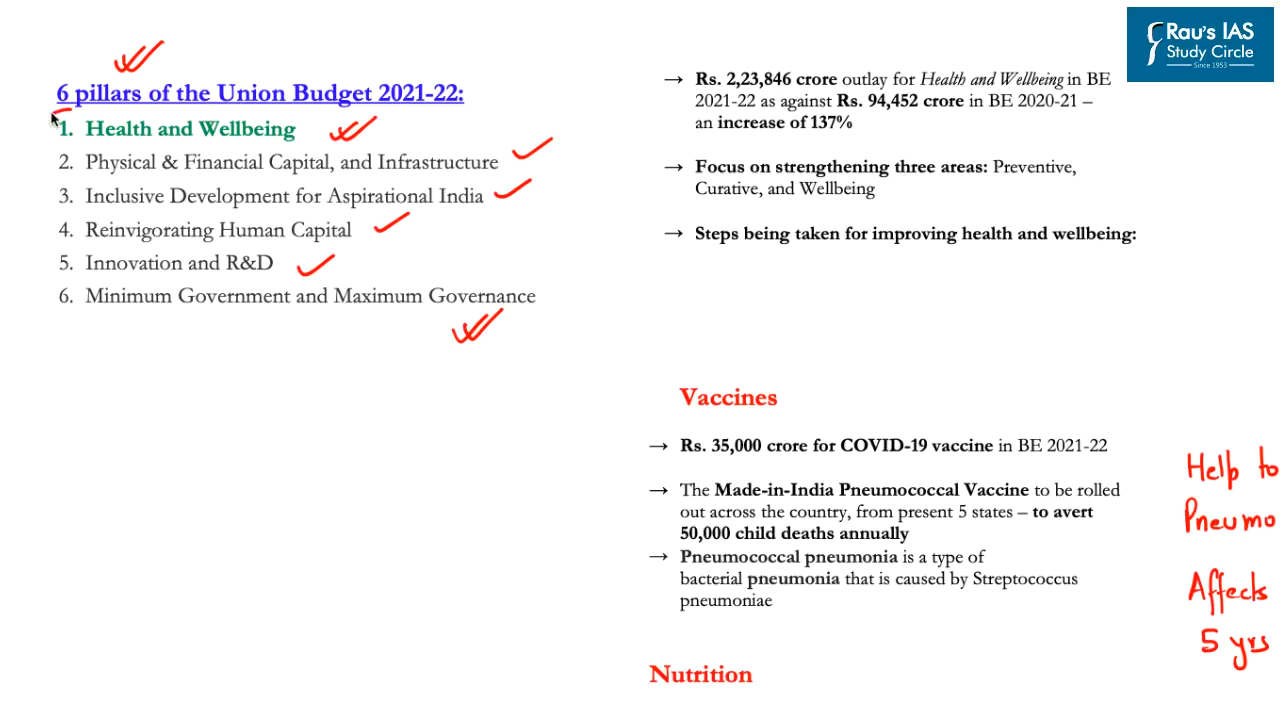 6 pillars of the Union Budget 2021-22:
1. Health and Wellbeing
2. Physical & Financial Capital, and Infrastructure
3. Inclusive Development for Aspirational India
4. Reinvigorating Human Capital
5. Innovation and R&D
6. Minimum Government and Maximum Governance
Rau's IAS
Study Circle
Since 1953
→ Rs. 2,23,846 crore outlay for Health and Wellbeing in BE
2021-22 as against Rs. 94,452 crore in BE 2020-21 –
an increase of 137%
→ Focus on strengthening three areas: Preventive,
Curative, and Wellbeing
→ Steps being taken for improving health and wellbeing:
Vaccines
→ Rs. 35,000 crore for COVID-19 vaccine in BE 2021-22
→ The Made-in-India Pneumococcal Vaccine to be rolled
out across the country, from present 5 states – to avert
50,000 child deaths annually
→ Pneumococcal pneumonia is a type of
bacterial pneumonia that is caused by Streptococcus
pneumoniae
Help to
Pneumo
Affects
5 yrs
Nutrition